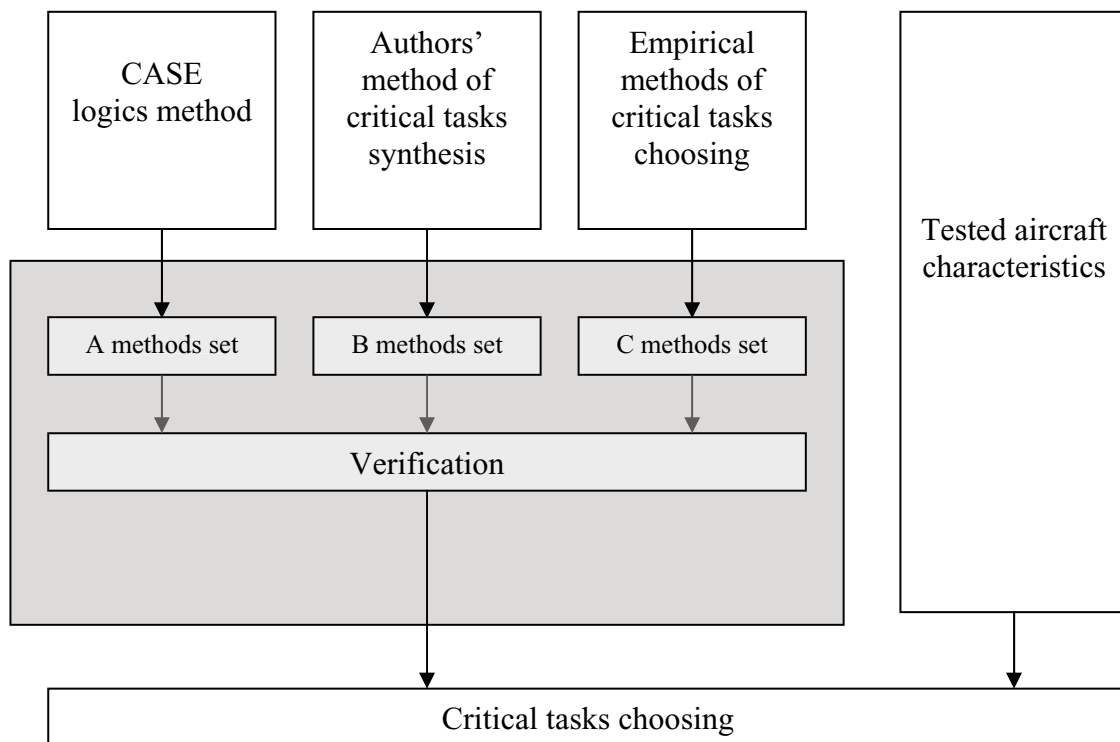 CASE
logics method
Authors’
method of
critical tasks
synthesis
Empirical
methods of
critical tasks
choosing
Tested aircraft
characteristics
A methods set
B methods set
C methods set
Verification
Critical tasks choosing